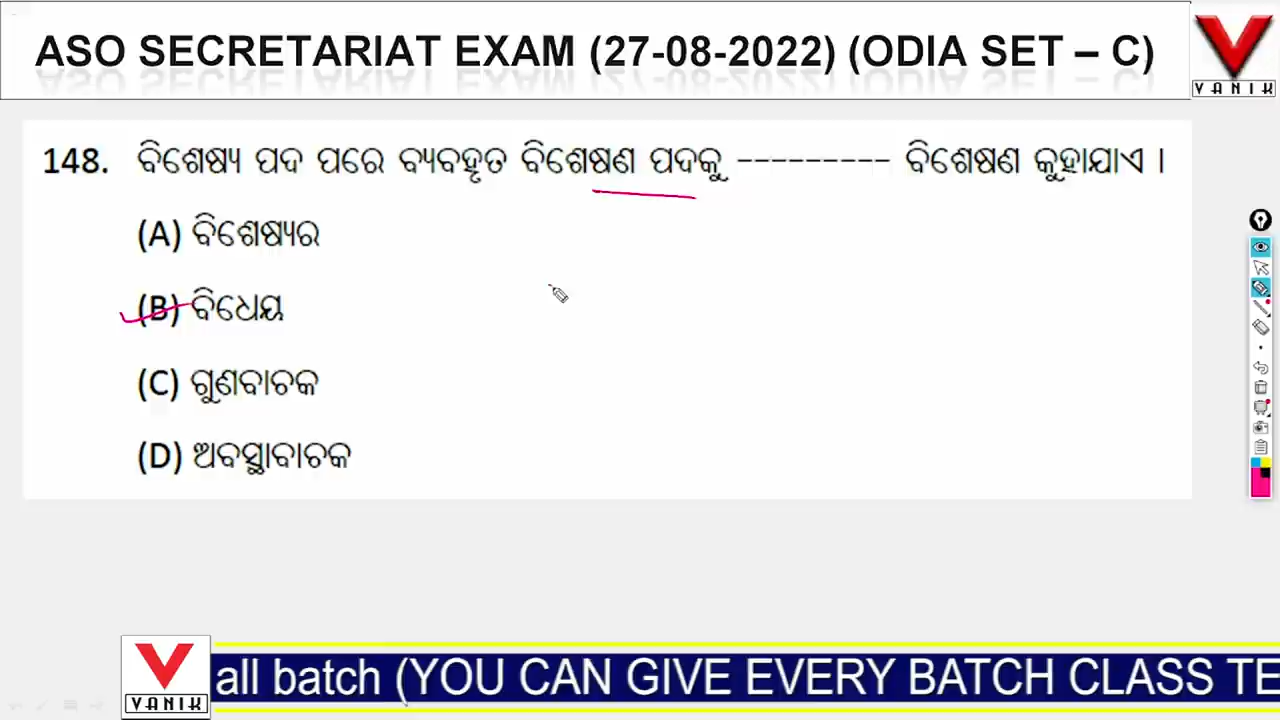 ASO SECRETARIAT EXAM (27-08-2022) (ODIA SET – C)
VANIK
148. ବିଶେଷ୍ୟ ପଦ ପରେ ବ୍ୟବହୃତ ବିଶେଷଣ ପଦକୁ --------- ବିଶେଷଣ କୁହାଯାଏ ।
(A) ବିଶେଷ୍ୟର
(B) ବିଧେୟ
(C) ଗୁଣବାଚକ
(D) ଅବସ୍ଥାବାଚକ
VANIK
all batch (YOU CAN GIVE EVERY BATCH CLASS TE